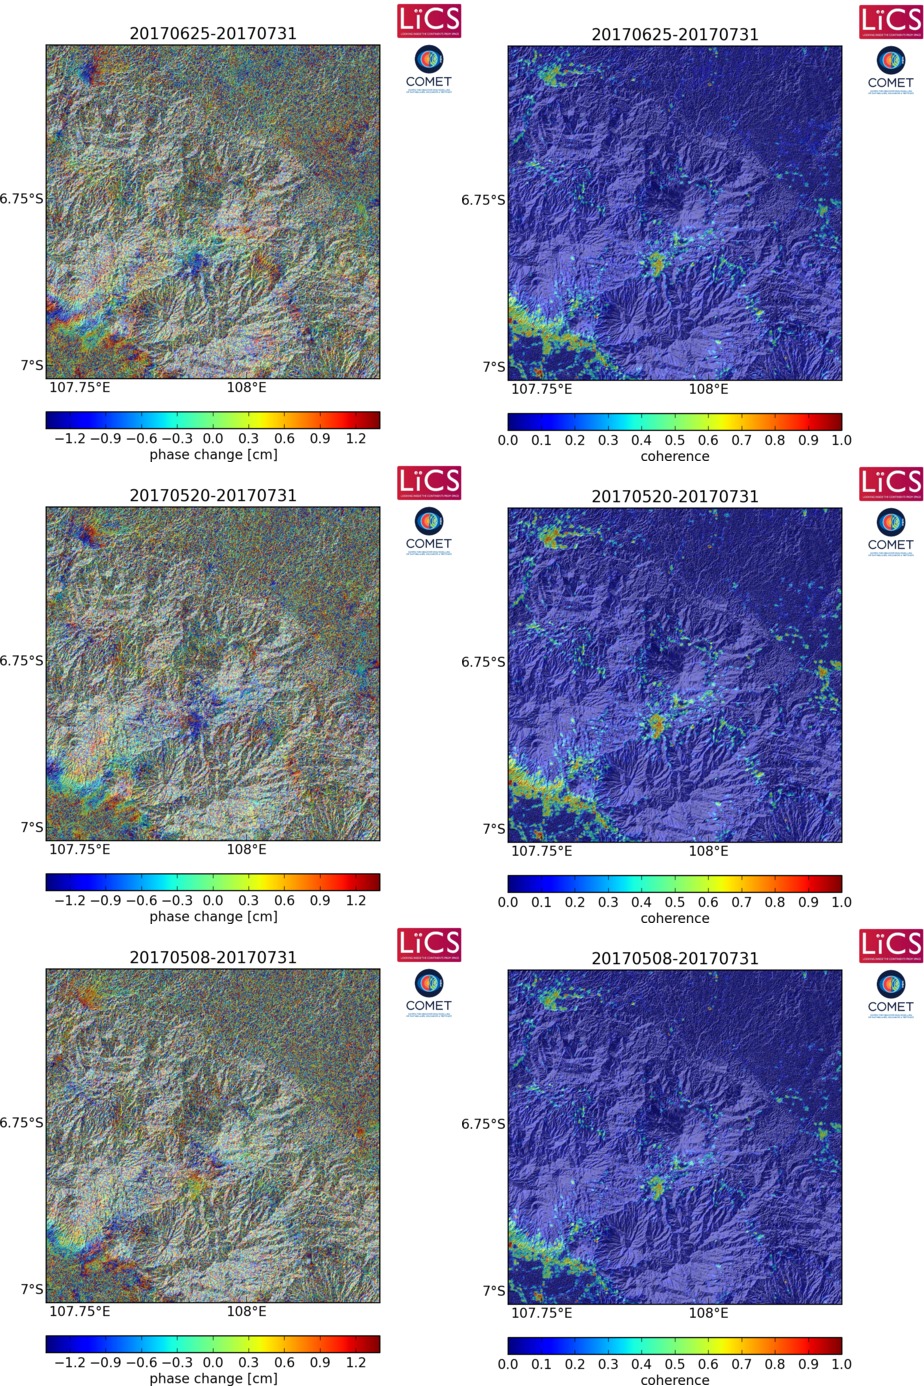 LiCS LiCS
20170625-20170731 20170625-20170731
COMET COMET
6.75°S 6.75°S
7°S 7°S
107.75°E 108°E 107.75°E 108°E
−1.2 −0.9 −0.6 −0.3 0.0 0.3 0.6 0.9 1.2 0.0 0.1 0.2 0.3 0.4 0.5 0.6 0.7 0.8 0.9 1.0
phase change [cm] coherence
LiCS LiCS
20170520-20170731 20170520-20170731
COMET COMET
6.75°S 6.75°S
7°S 7°S
107.75°E 108°E 107.75°E 108°E
−1.2 −0.9 −0.6 −0.3 0.0 0.3 0.6 0.9 1.2 0.0 0.1 0.2 0.3 0.4 0.5 0.6 0.7 0.8 0.9 1.0
phase change [cm] coherence
LiCS LiCS
20170508-20170731 20170508-20170731
COMET COMET
6.75°S 6.75°S
7°S 7°S
107.75°E 108°E 107.75°E 108°E
−1.2 −0.9 −0.6 −0.3 0.0 0.3 0.6 0.9 1.2 0.0 0.1 0.2 0.3 0.4 0.5 0.6 0.7 0.8 0.9 1.0
phase change [cm] coherence